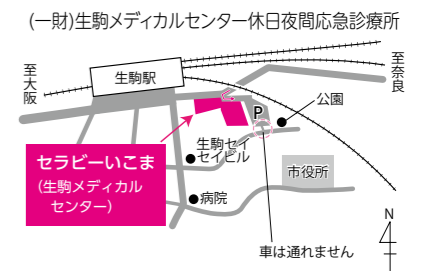 (一財)生駒メディカルセンター休日夜間応急診療所
至大阪
生駒駅
至奈良
公園
P
生駒セイ
セイビル
セラビーいこま
(生駒メディカル
センター)
市役所
病院
N
車は通れません